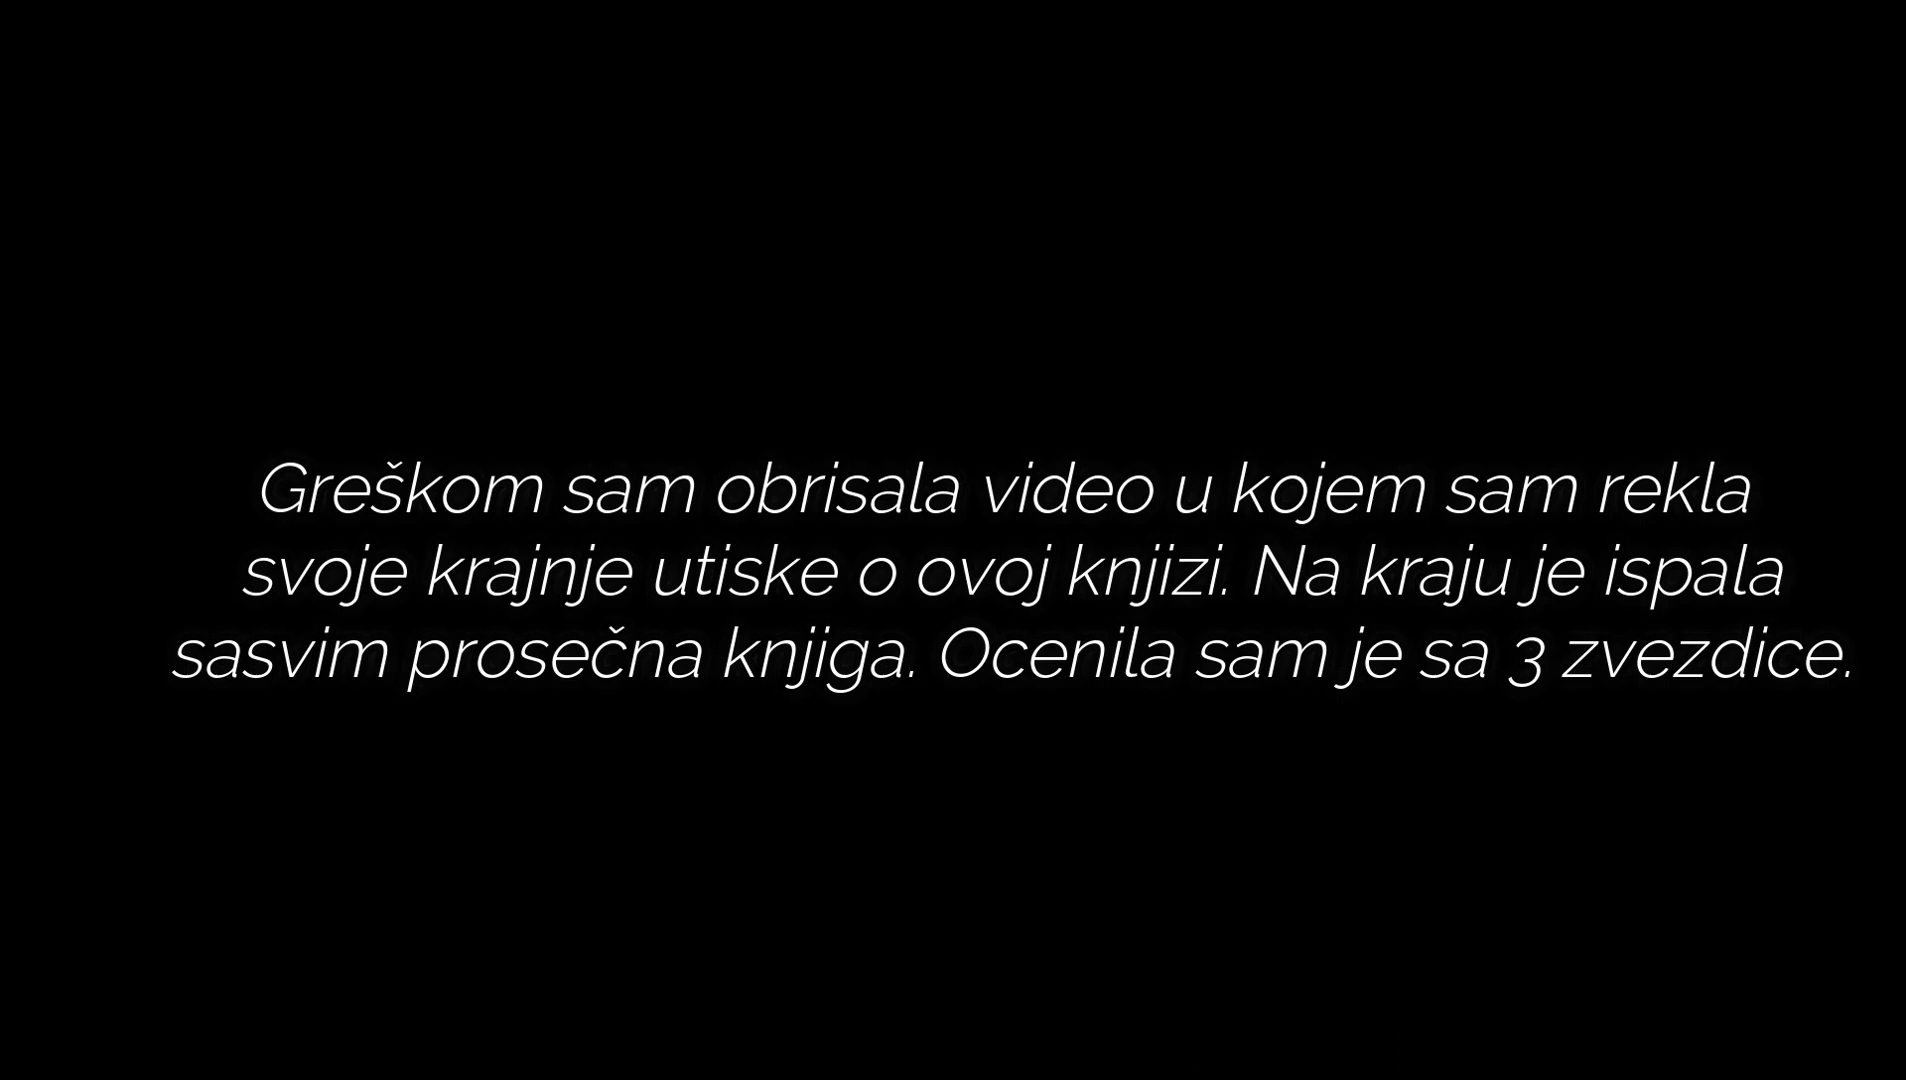 Greškom sam obrisala video u kojem sam rekla
svoje krajnje utiske o ovoj knjizi. Na kraju je ispala
sasvim prosečna knjiga. Ocenila sam je sa 3 zvezdice.